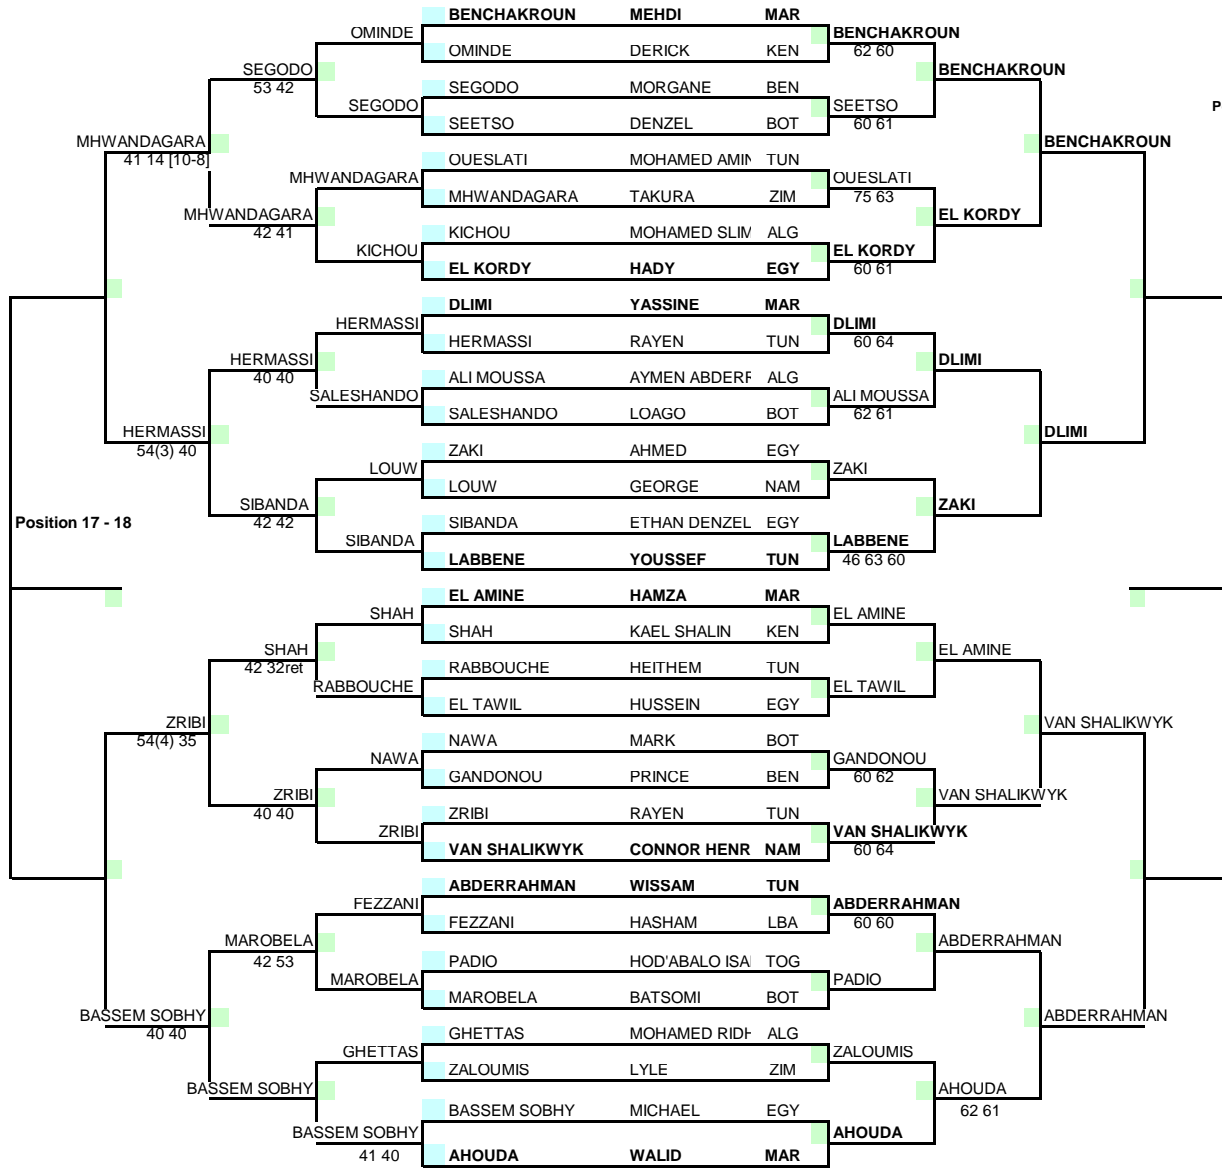 BENCHAKROUN MEHDI MAR
OMINDE BENCHAKROUN
OMINDE DERICK KEN 62 60
SEGODO BENCHAKROUN
53 42 SEGODO MORGANE BEN
SEGODO SEETSO P
SEETSO DENZEL BOT 60 61
MHWANDAGARA BENCHAKROUN
41 14 [10-8] OUESLATI MOHAMED AMIN TUN
MHWANDAGARA OUESLATI
MHWANDAGARA TAKURA ZIM 75 63
MHWANDAGARA EL KORDY
42 41 KICHOU MOHAMED SLIM ALG
KICHOU EL KORDY
EL KORDY HADY EGY 60 61
DLIMI YASSINE MAR
HERMASSI DLIMI
HERMASSI RAYEN TUN 60 64
HERMASSI DLIMI
40 40 ALI MOUSSA AYMEN ABDERR ALG
SALESHANDO ALI MOUSSA
SALESHANDO LOAGO BOT 62 61
HERMASSI DLIMI
54(3) 40 ZAKI AHMED EGY
LOUW ZAKI
LOUW GEORGE NAM
SIBANDA ZAKI
Position 17 - 18 42 42 SIBANDA ETHAN DENZEL EGY
SIBANDA LABBENE
LABBENE YOUSSEF TUN 46 63 60
EL AMINE HAMZA MAR
SHAH EL AMINE
SHAH KAEL SHALIN KEN
SHAH EL AMINE
42 32ret RABBOUCHE HEITHEM TUN
RABBOUCHE EL TAWIL
EL TAWIL HUSSEIN EGY
ZRIBI VAN SHALIKWYK
54(4) 35 NAWA MARK BOT
NAWA GANDONOU
GANDONOU PRINCE BEN 60 62
ZRIBI VAN SHALIKWYK
40 40 ZRIBI RAYEN TUN
ZRIBI VAN SHALIKWYK
VAN SHALIKWYK CONNOR HENR NAM 60 64
ABDERRAHMAN WISSAM TUN
FEZZANI ABDERRAHMAN
FEZZANI HASHAM LBA 60 60
MAROBELA ABDERRAHMAN
42 53 PADIO HOD'ABALO ISA TOG
MAROBELA PADIO
MAROBELA BATSOMI BOT
BASSEM SOBHY ABDERRAHMAN
40 40 GHETTAS MOHAMED RIDH ALG
GHETTAS ZALOUMIS
ZALOUMIS LYLE ZIM
BASSEM SOBHY AHOUDA
BASSEM SOBHY MICHAEL EGY 62 61
BASSEM SOBHY AHOUDA
41 40 AHOUDA WALID MAR